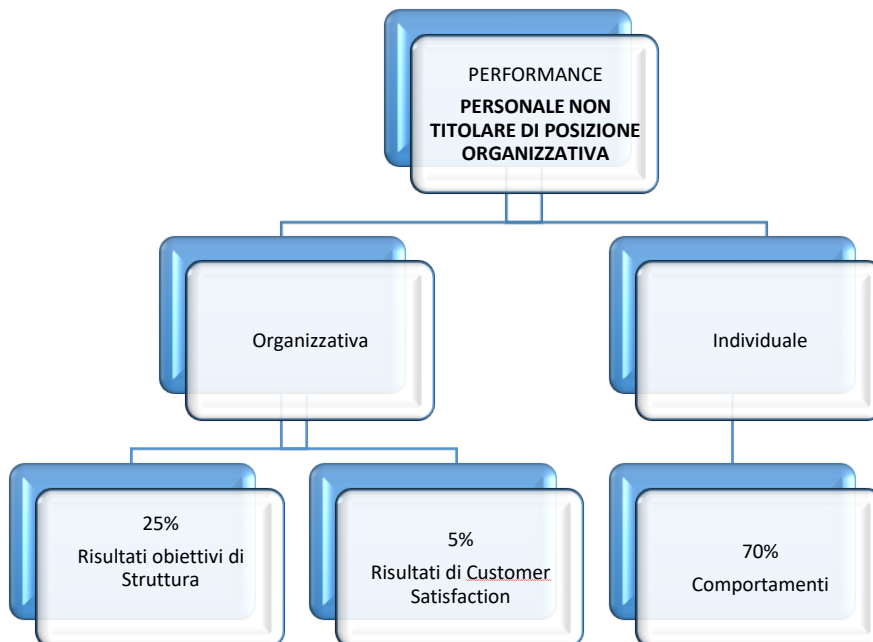 PERFORMANCE
PERSONALE NON
TITOLARE DI POSIZIONE
ORGANIZZATIVA
Organizzativa
Individuale
25%
Risultati obiettivi di
Struttura
5%
Risultati di Customer
Satisfaction
70%
Comportamenti